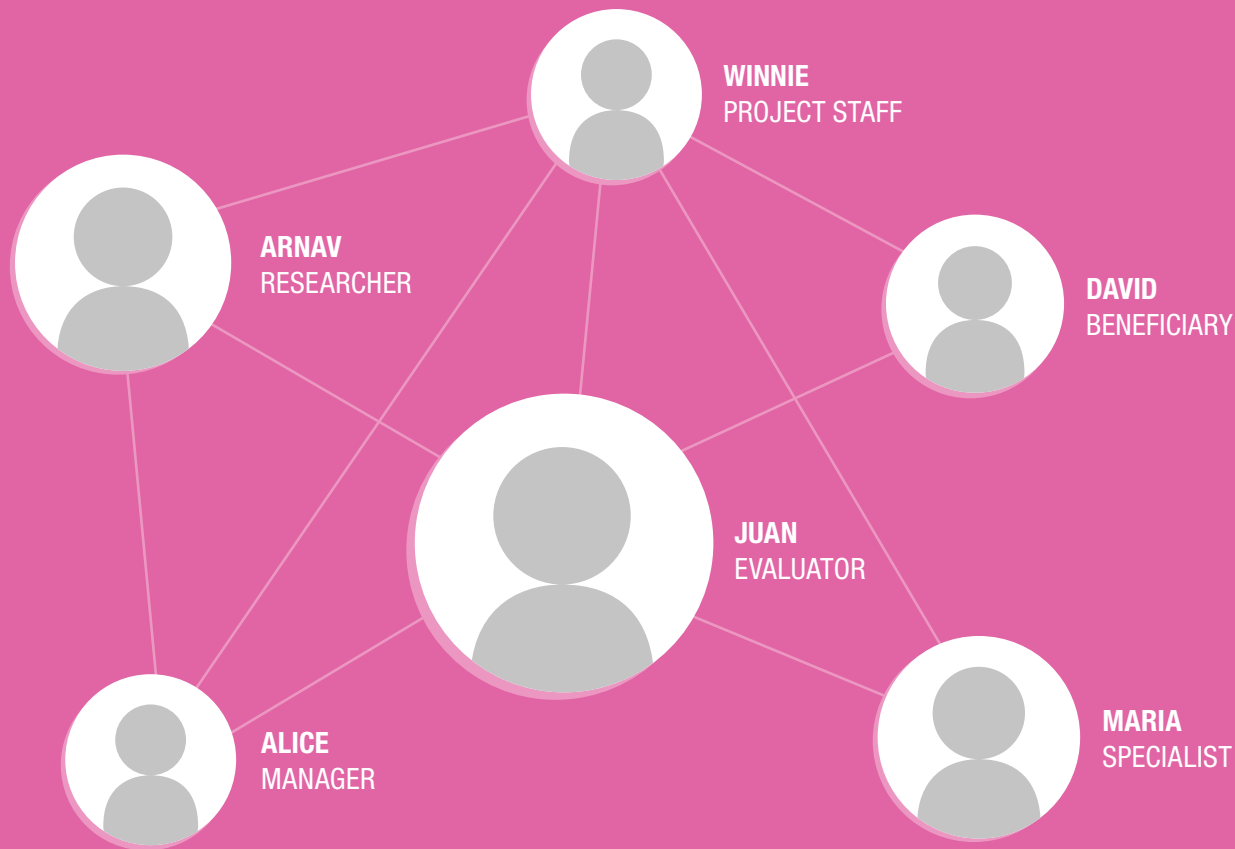 WINNIE
PROJECT STAFF
ARNAV
RESEARCHER
DAVID
BENEFICIARY
JUAN
EVALUATOR
MARIA
SPECIALIST
ALICE
MANAGER